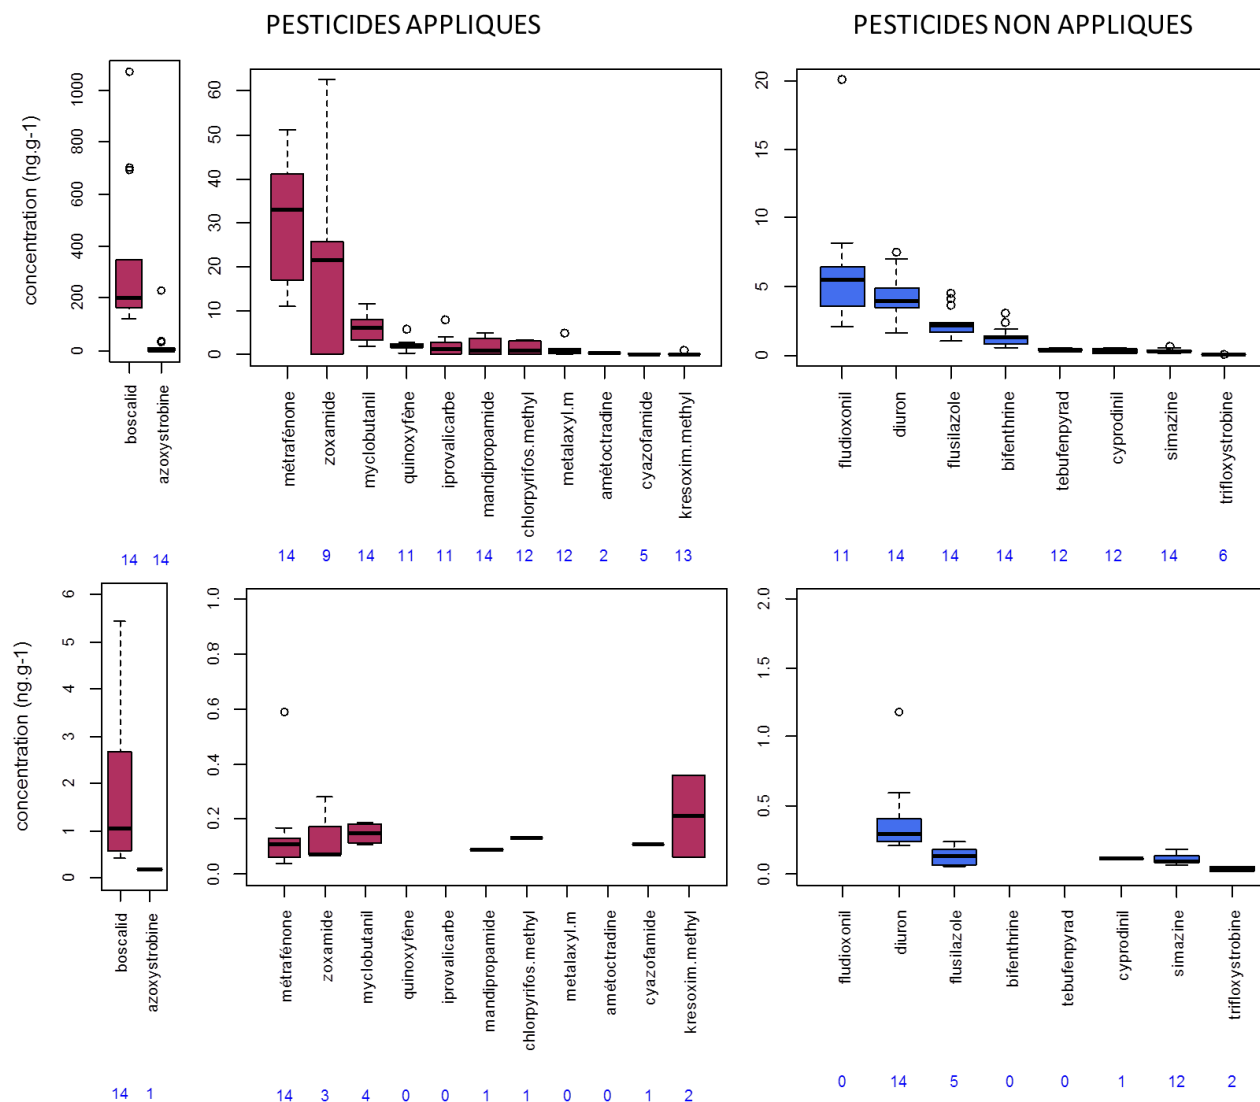 PESTICIDES APPLIQUES
PESTICIDES NON APPLIQUES
concentration (ng.g-1)
0 200 400 600 800 1000
boscalid
azoxystrobine
14 14
0 10 20 30 40 50 60
métrafénone
zoxamide
myclobutanil
quinoxyfène
iprovalicarbe
mandipropamide
chlorpyrifos.methyl
metalaxyl.m
amétoctradine
cyazofamide
kresoxim.methyl
14 9 14 11 11 14 12 12 2 5 13
0 5 10 15 20
fludioxonil
diuron
flusilazole
bifenthrine
tebufenpyrad
cyprodinil
simazine
trifloxystrobine
11 14 14 14 12 12 14 6
concentration (ng.g-1)
0 1 2 3 4 5 6
boscalid
azoxystrobine
14 1
0.0 0.2 0.4 0.6 0.8 1.0
métrafénone
zoxamide
myclobutanil
quinoxyfène
iprovalicarbe
mandipropamide
chlorpyrifos.methyl
metalaxyl.m
amétoctradine
cyazofamide
kresoxim.methyl
14 3 4 0 0 1 1 0 0 1 2
0.0 0.5 1.0 1.5 2.0
fludioxonil
diuron
flusilazole
bifenthrine
tebufenpyrad
cyprodinil
simazine
trifloxystrobine
0 14 5 0 0 1 12 2